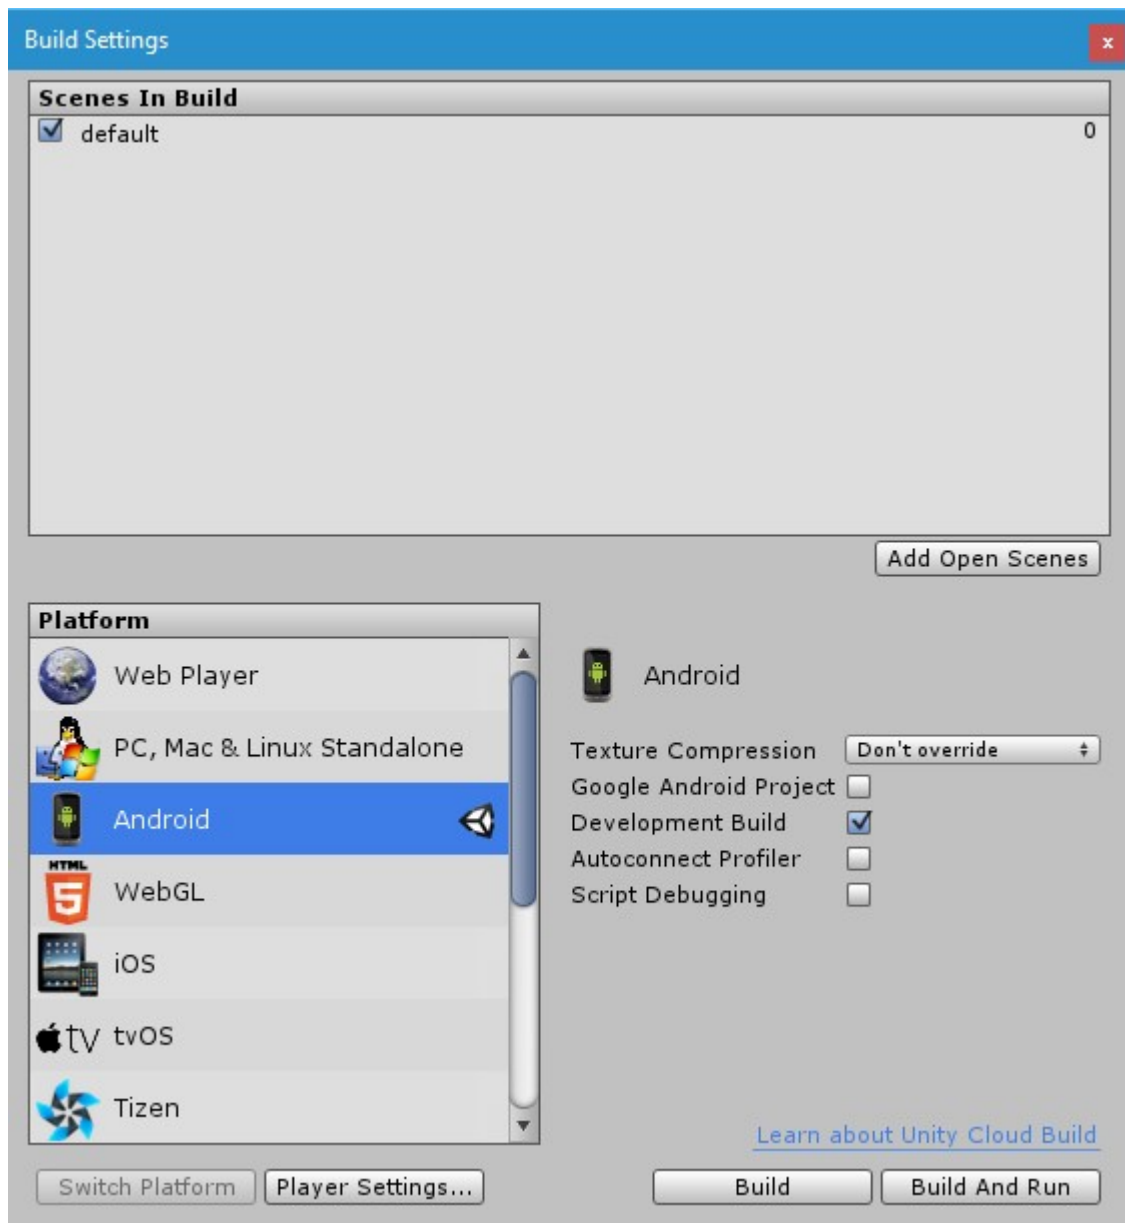 Build Settings
x
Scenes In Build
default 0
Add Open Scenes
Platform
Web Player
PC, Mac & Linux Standalone
Android
HTML
5
WebGL
iOS
tv
tvOS
Tizen
Android
Texture Compression Don't override
Google Android Project
Development Build
Autoconnect Profiler
Script Debugging
Learn about Unity Cloud Build
Switch Platform Player Settings... Build Build And Run